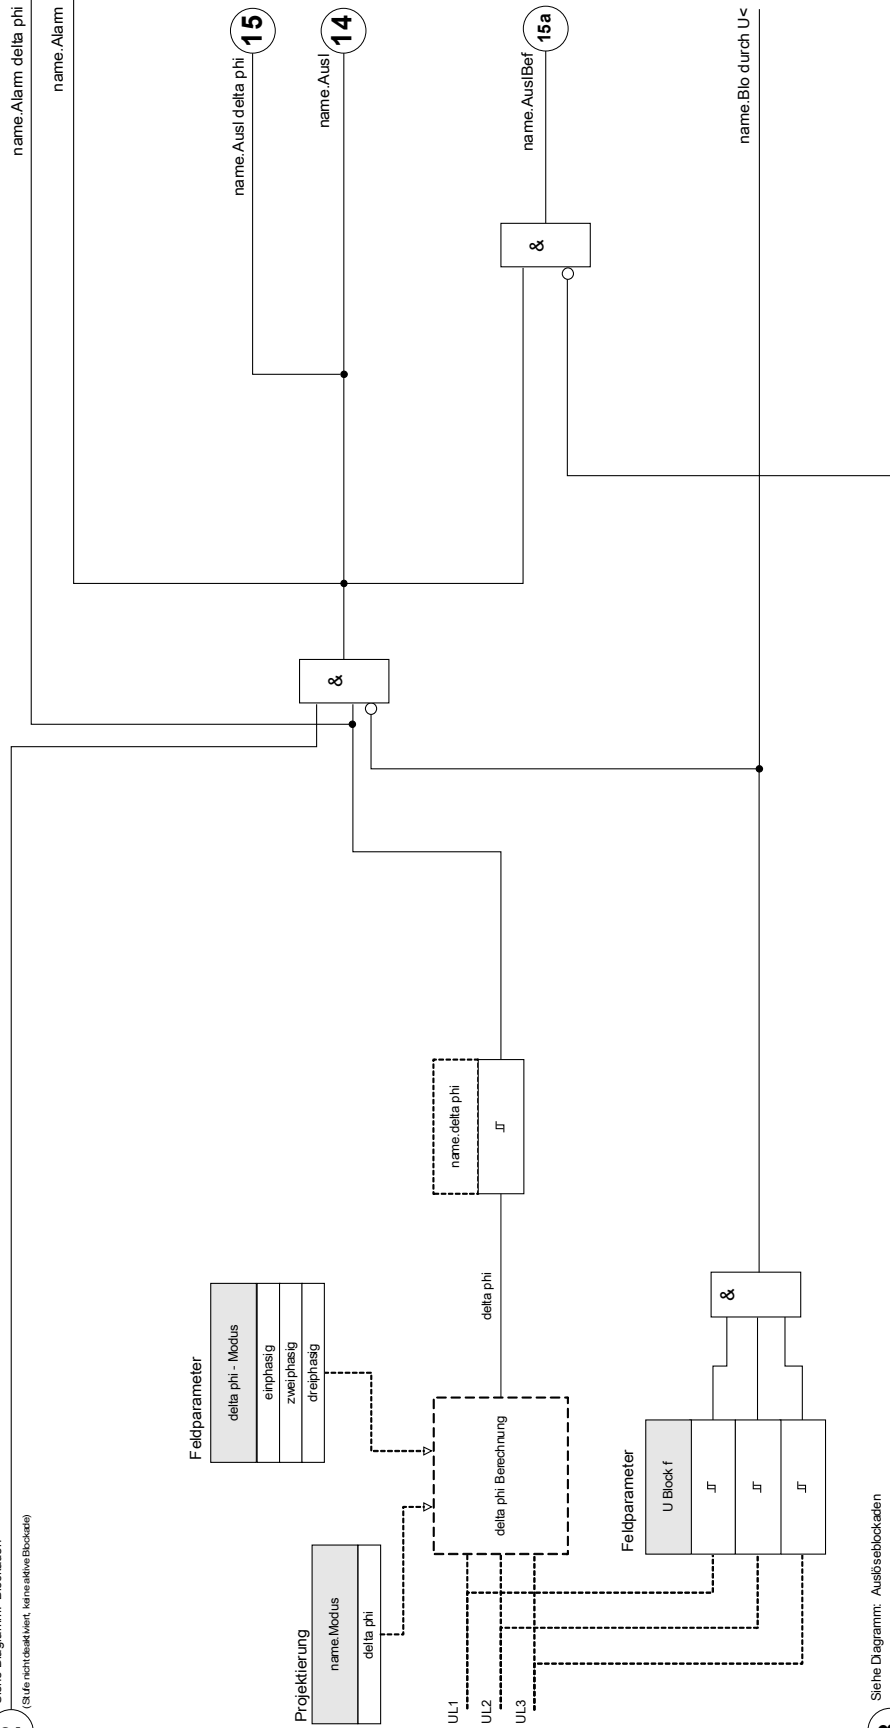 name.Alarm delta phi
name.Alarm
15
name.Ausl delta phi
14
name.Ausl
15a
name.AuslBef
name.Blo durch U<
&
&
(Stufe nicht deaktiviert, keine aktive Blockade)
Feldparameter
delta phi - Modus
einphasig
zweiphasig
dreiphasig
Projektierung
name.Modus
delta phi
delta phi Berechnung
delta phi
name.delta phi
UL1
UL2
UL3
Feldparameter
U Block f
&
Siehe Diagramm: Auslöseblockaden